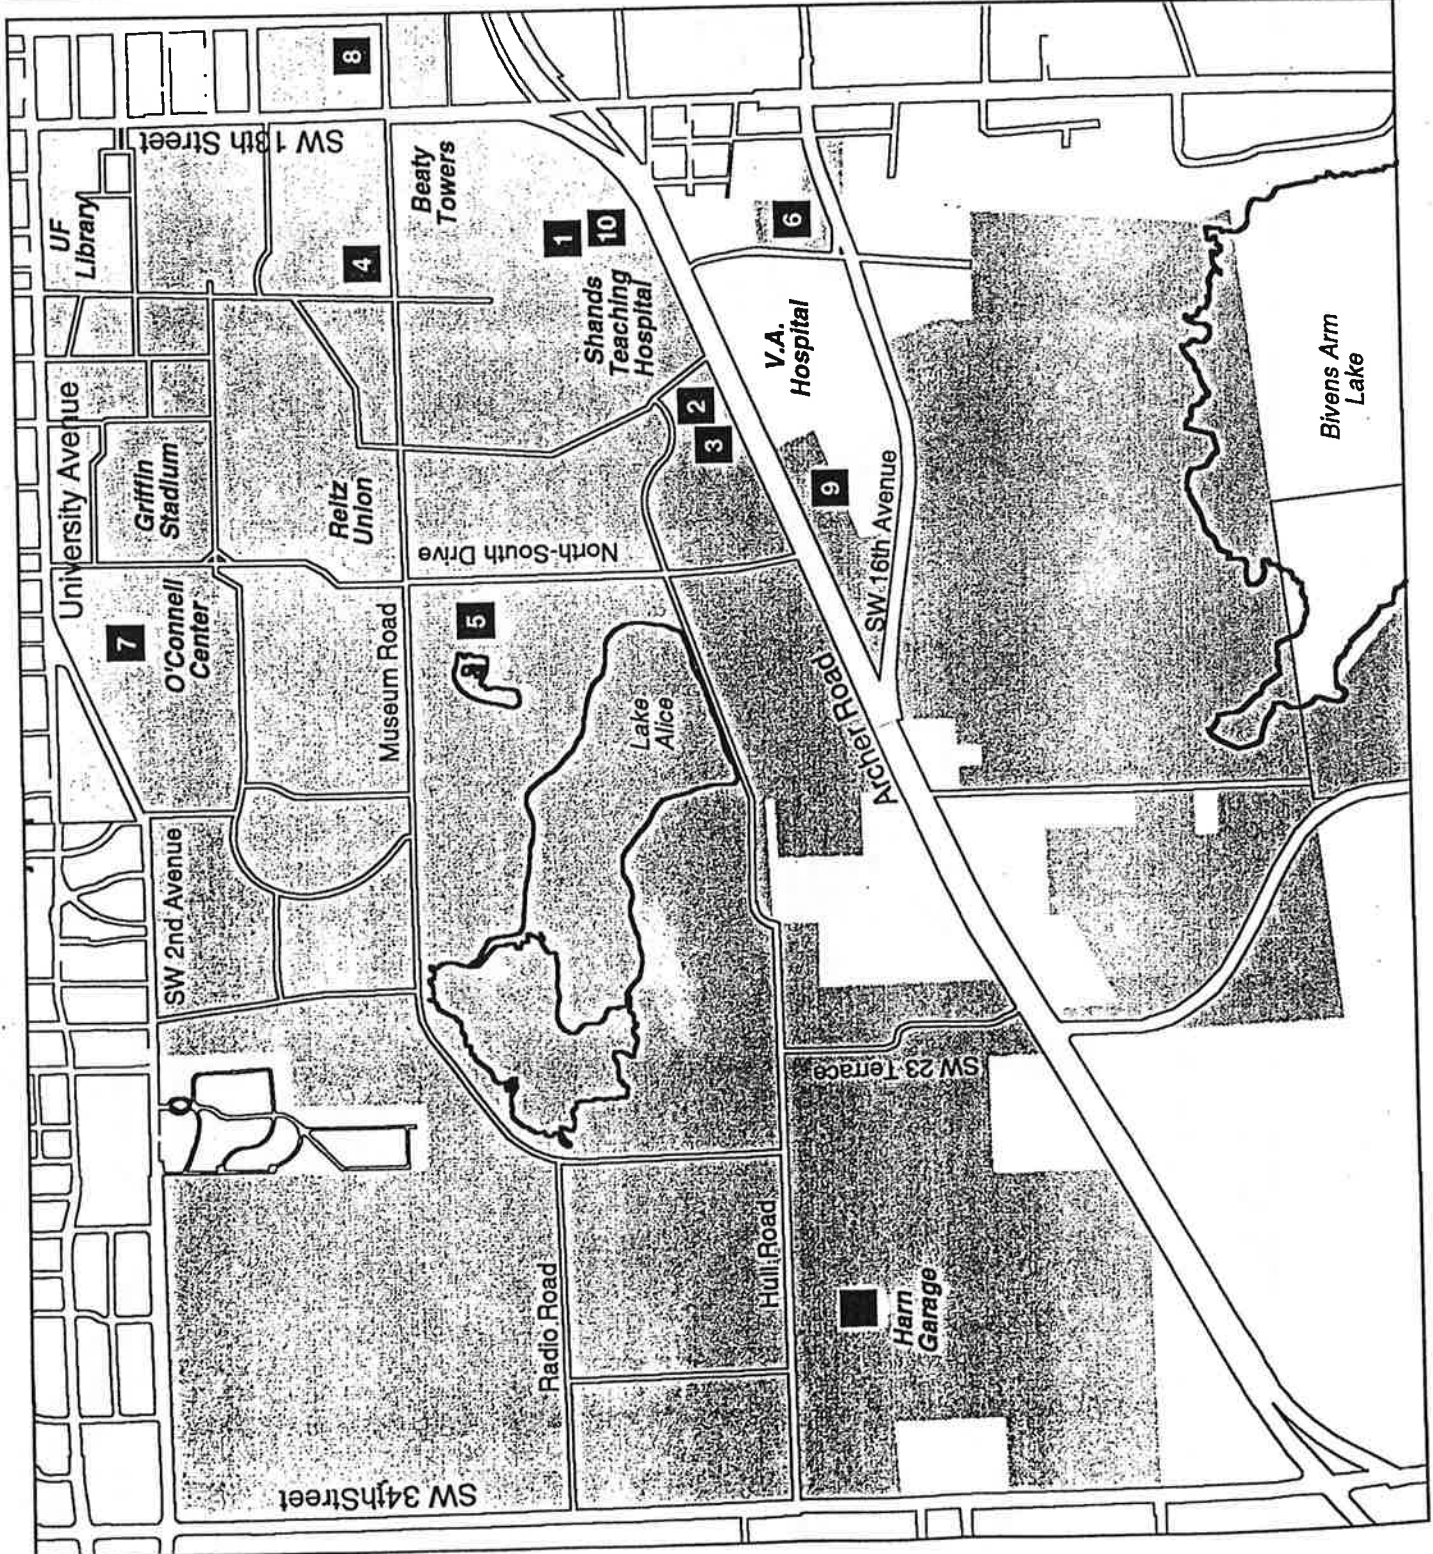 University Avenue
UF
Library
SW 13th Street
8
Griffin
Stadium
O'Connell
Center
7
SW 2nd Avenue
4
Beaty
Towers
Reitz
Union
Museum Road
North-South Drive
5
1
10
Shands
Teaching
Hospital
2
3
6
V.A.
Hospital
9
SW 16th Avenue
Archer Road
Lake
Alice
Bivens Arm
Lake
SW 23 Terrace
Hull Road
Radio Road
Harn
Garage
SW 34thStreet